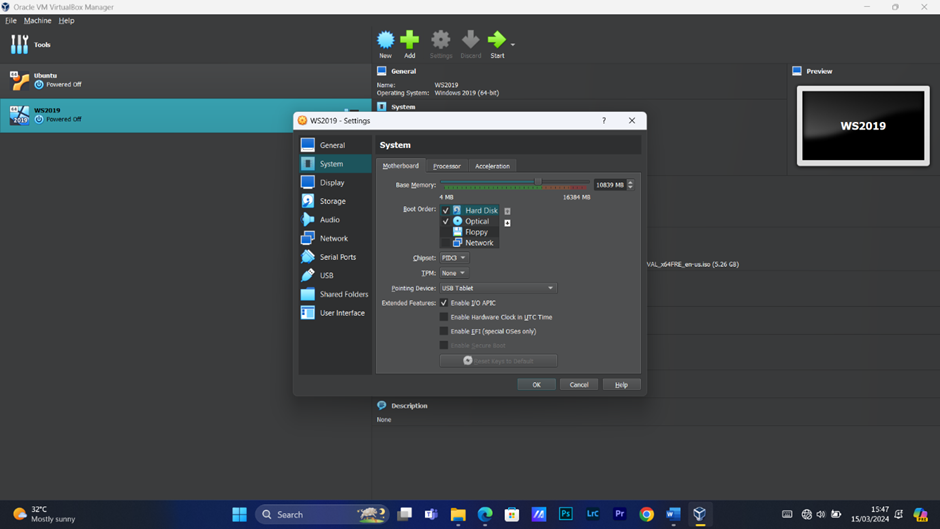 Oracle VM VirtualBox Manager
File Machine Help
Tools
New Add Settings Discard Start
Ubuntu
Powered Off
WS2019
Powered Off
2019
General
Name: WS2019
Operating System: Windows 2019 (64-bit)
System
Preview
WS2019
WS2019 - Settings ?
General
System
Display
Storage
Audio
Network
Serial Ports
USB
Shared Folders
User Interface
System
Motherboard Processor Acceleration
Base Memory: 10839 MB
4 MB 16384 MB
Boot Order: Hard Disk
Optical
Floppy
Network
Chipset: PIIX3
TPM: None
Pointing Device: USB Tablet
Extended Features: Enable I/O APIC
Enable Hardware Clock in UTC Time
Enable EFI (special OSes only)
Enable Secure Boot
Reset Keys to Default
OK Cancel Help
VAL_x64FRE_en-us.iso (5.26 GB)
Description
None
32°C
Mostly sunny
Search
Ps LrC Pr
15:47
15/03/2024